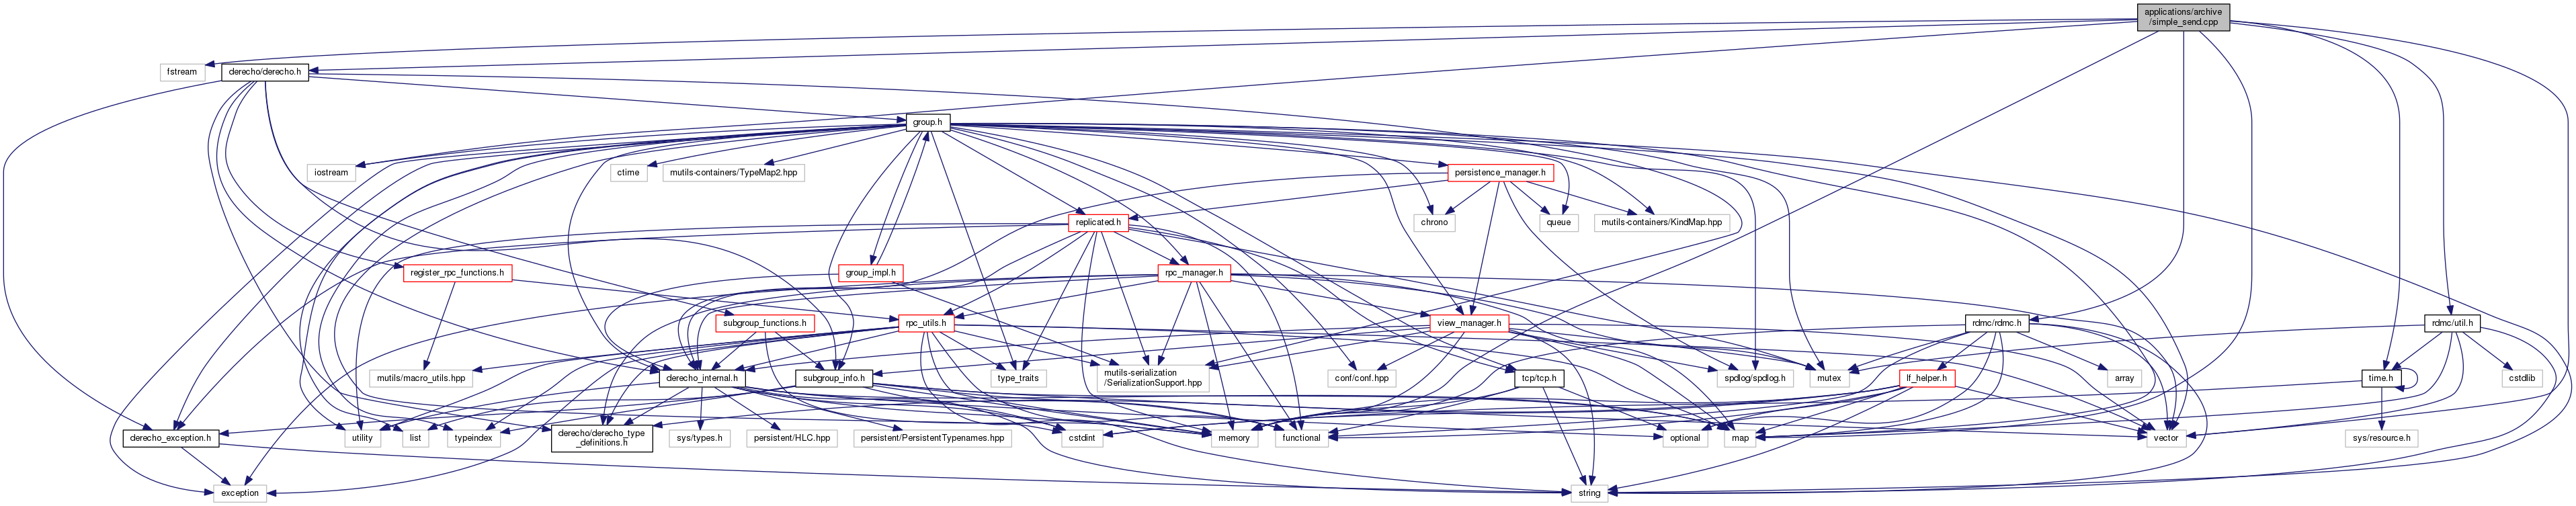 applications/archive
/simple_send.cpp
fstream
derecho/derecho.h
group.h
iostream
ctime
mutils-containers/TypeMap2.hpp
persistence_manager.h
replicated.h
chrono
queue
mutils-containers/KindMap.hpp
register_rpc_functions.h
group_impl.h
rpc_manager.h
subgroup_functions.h
rpc_utils.h
view_manager.h
rdmc/rdmc.h
rdmc/util.h
mutils/macro_utils.hpp
derecho_internal.h
subgroup_info.h
type_traits
mutils-serialization
/SerializationSupport.hpp
conf/conf.hpp
tcp/tcp.h
spdlog/spdlog.h
mutex
lf_helper.h
array
time.h
cstdlib
derecho_exception.h
utility
list
typeindex
derecho/derecho_type
_definitions.h
sys/types.h
persistent/HLC.hpp
persistent/PersistentTypenames.hpp
cstdint
memory
functional
optional
map
vector
sys/resource.h
exception
string